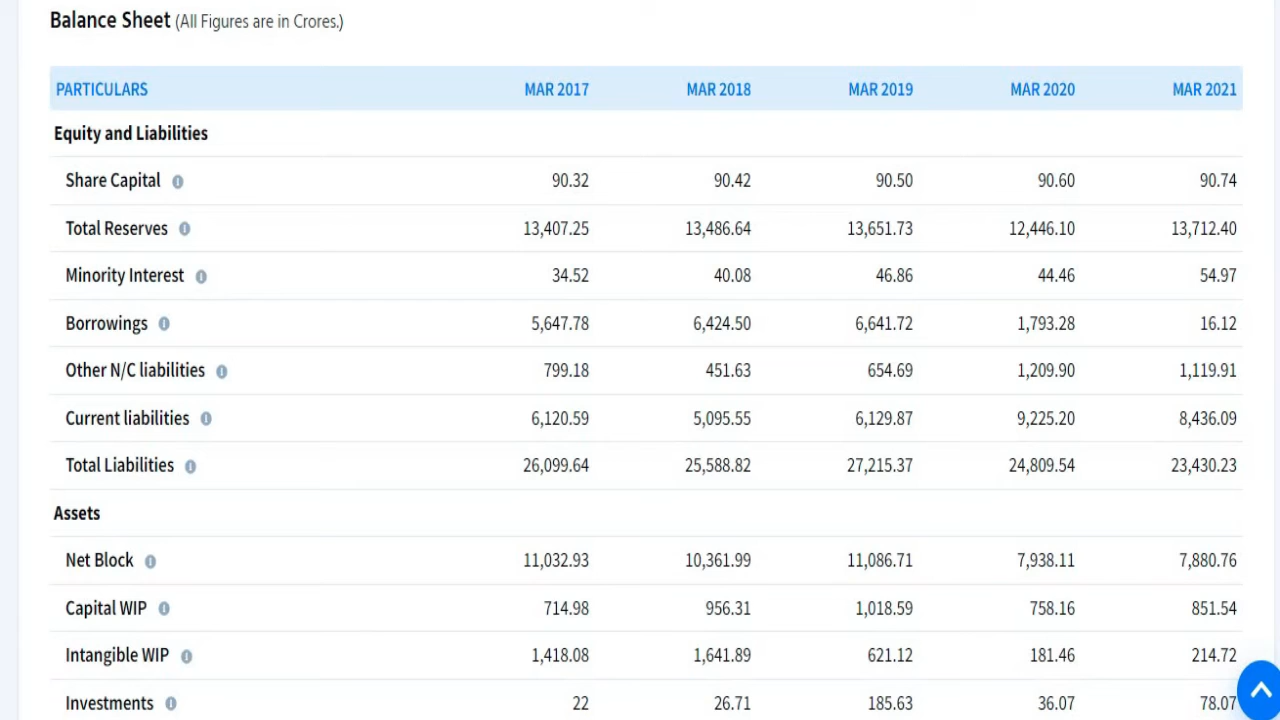 Balance Sheet (All Figures are in Crores.)
PARTICULARS MAR 2017 MAR 2018 MAR 2019 MAR 2020 MAR 2021
Equity and Liabilities
Share Capital 90.32 90.42 90.50 90.60 90.74
Total Reserves 13,407.25 13,486.64 13,651.73 12,446.10 13,712.40
Minority Interest 34.52 40.08 46.86 44.46 54.97
Borrowings 5,647.78 6,424.50 6,641.72 1,793.28 16.12
Other N/C liabilities 799.18 451.63 654.69 1,209.90 1,119.91
Current liabilities 6,120.59 5,095.55 6,129.87 9,225.20 8,436.09
Total Liabilities 26,099.64 25,588.82 27,215.37 24,809.54 23,430.23
Assets
Net Block 11,032.93 10,361.99 11,086.71 7,938.11 7,880.76
Capital WIP 714.98 956.31 1,018.59 758.16 851.54
Intangible WIP 1,418.08 1,641.89 621.12 181.46 214.72
Investments 22 26.71 185.63 36.07 78.07